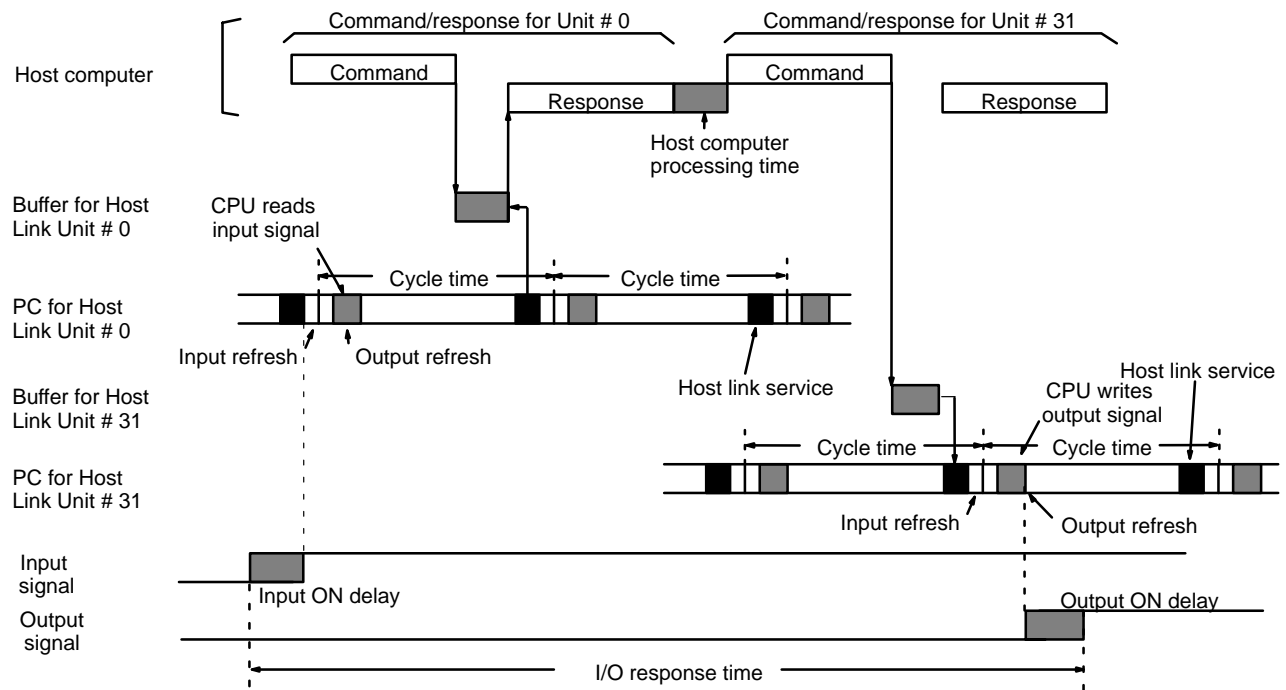 Command/response for Unit # 0
Command/response for Unit # 31
Host computer
Command
Command
Response
Response
Host computer
processing time
Buffer for Host
Link Unit # 0
CPU reads
input signal
Cycle time
Cycle time
PC for Host
Link Unit # 0
Input refresh
Output refresh
Host link service
Host link service
Buffer for Host
Link Unit # 31
CPU writes
output signal
Cycle time
Cycle time
PC for Host
Link Unit # 31
Input refresh
Output refresh
Input
signal
Input ON delay
Output ON delay
Output
signal
I/O response time